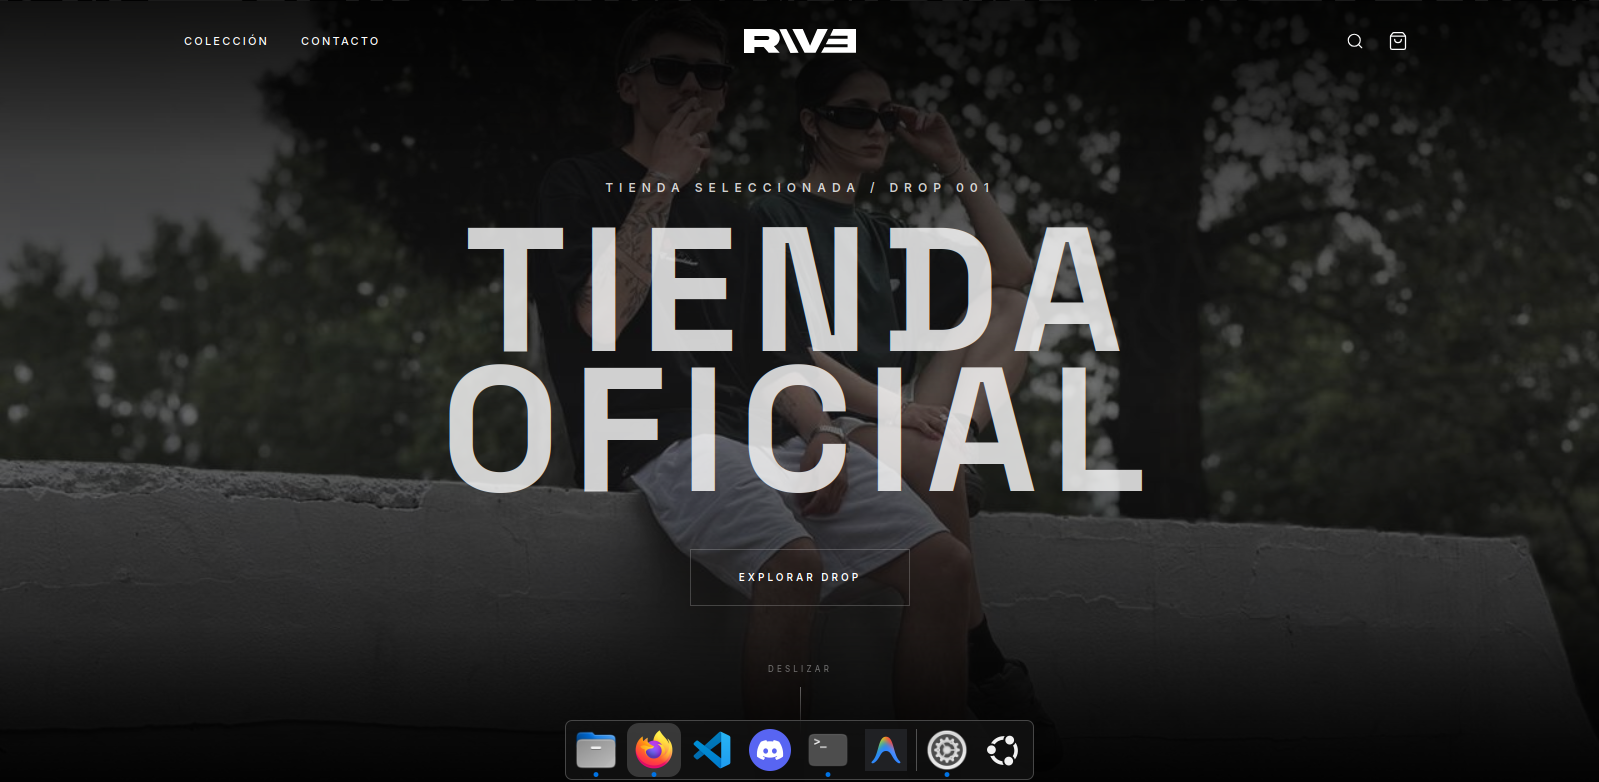 COLECCIÓN CONTACTO RIVE
TIENDA SELECCIONADA / DROP 001
TIENDA
OFICIAL
EXPLORAR DROP
DESLIZAR
>_